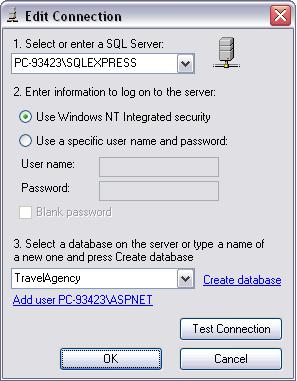 Edit Connection
1. Select or enter a SQL Server:
PC-93423\SQLEXPRESS
2. Enter information to log on to the server:
Use Windows NT Integrated security
Use a specific user name and password:
User name:
Password:
Blank password
3. Select a database on the server or type a name of
a new one and press Create database
TravelAgency
Create database
Add user PC-93423\ASPNET
Test Connection
OK
Cancel